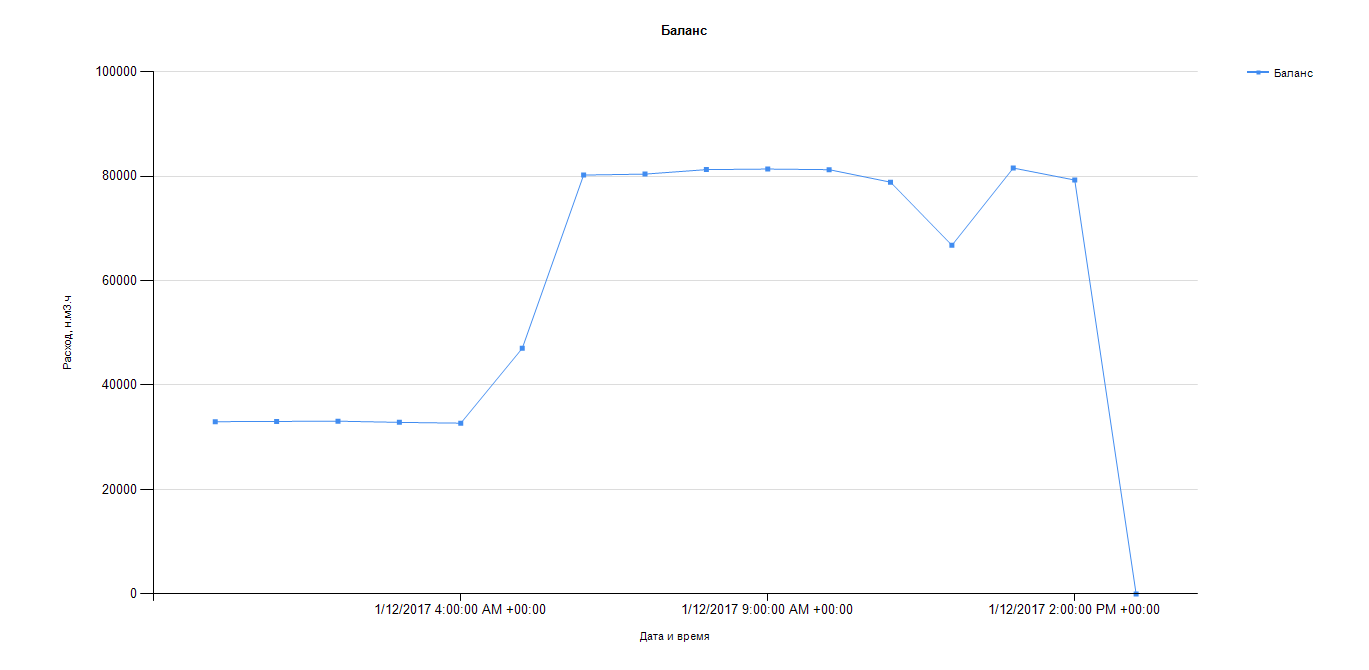 Баланс
Баланс
100000
80000
60000
40000
20000
0
Расход, н.м3.ч
1/12/2017 4:00:00 AM +00:00
1/12/2017 9:00:00 AM +00:00
1/12/2017 2:00:00 PM +00:00
Дата и время